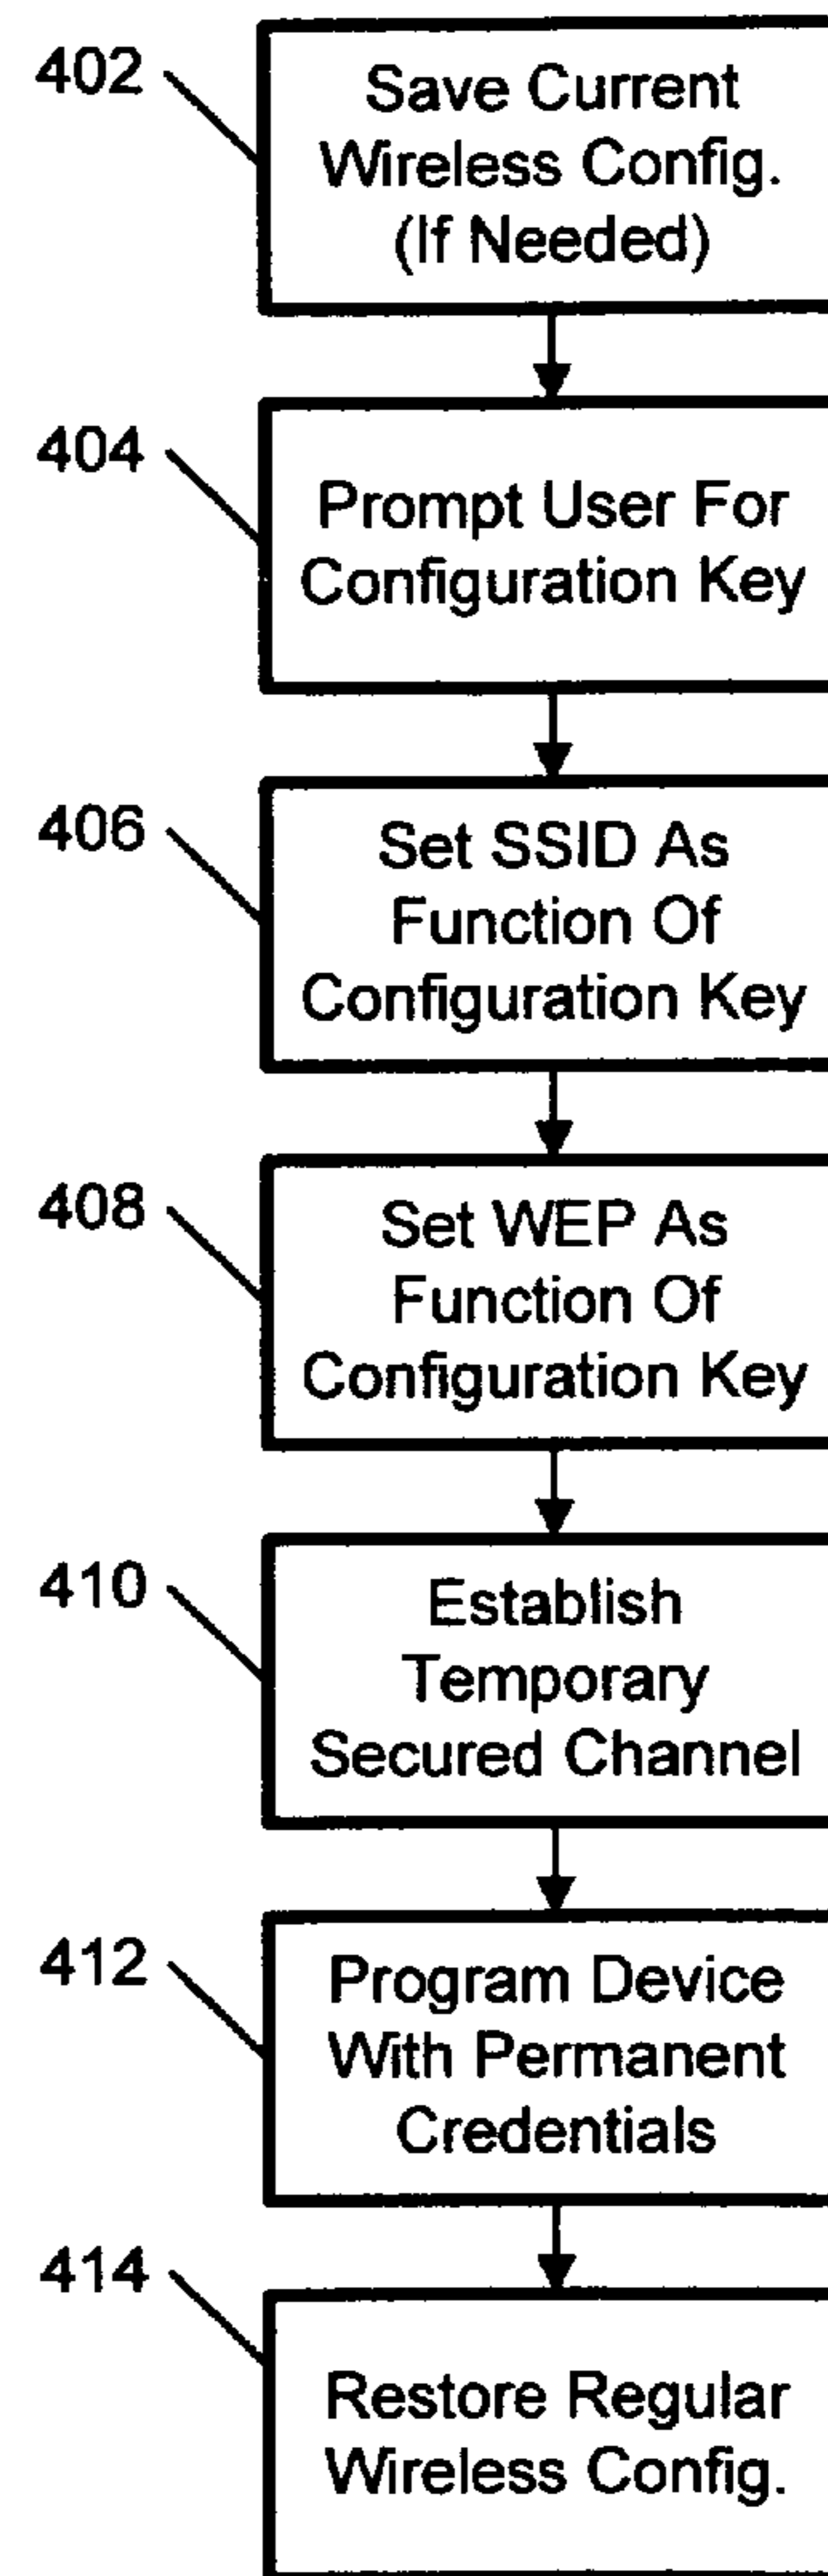 402
Save Current
Wireless Config.
(If Needed)
404
Prompt User For
Configuration Key
406
Set SSID As
Function Of
Configuration Key
408
Set WEP As
Function Of
Configuration Key
410
Establish
Temporary
Secured Channel
412
Program Device
With Permanent
Credentials
414
Restore Regular
Wireless Config.